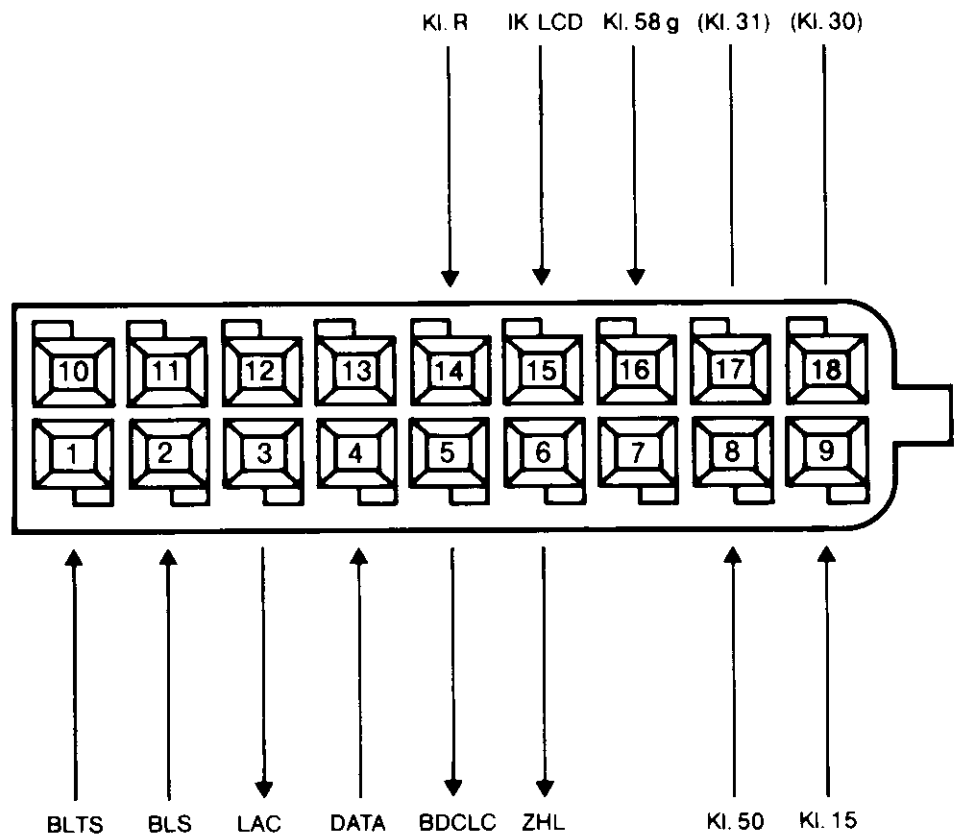 Kl. R IK LCD Kl. 58 g (Kl. 31) (Kl. 30)
10 11 12 13 14 15 16 17 18
1 2 3 4 5 6 7 8 9
BLTS BLS LAC DATA BDCLC ZHL Kl. 50 Kl. 15